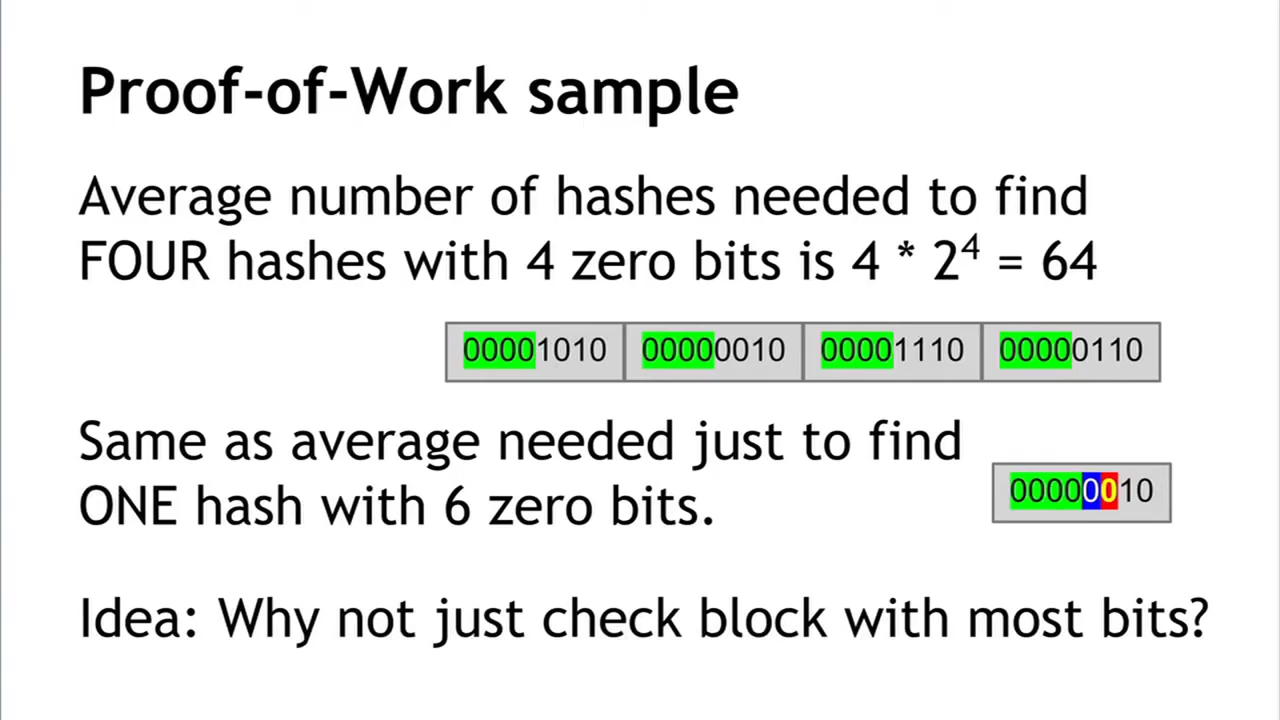 Proof-of-Work sample
Average number of hashes needed to find
FOUR hashes with 4 zero bits is 4 * 2⁴ = 64
00001010 00000010 00001110 00000110
Same as average needed just to find
ONE hash with 6 zero bits.
00000010
Idea: Why not just check block with most bits?